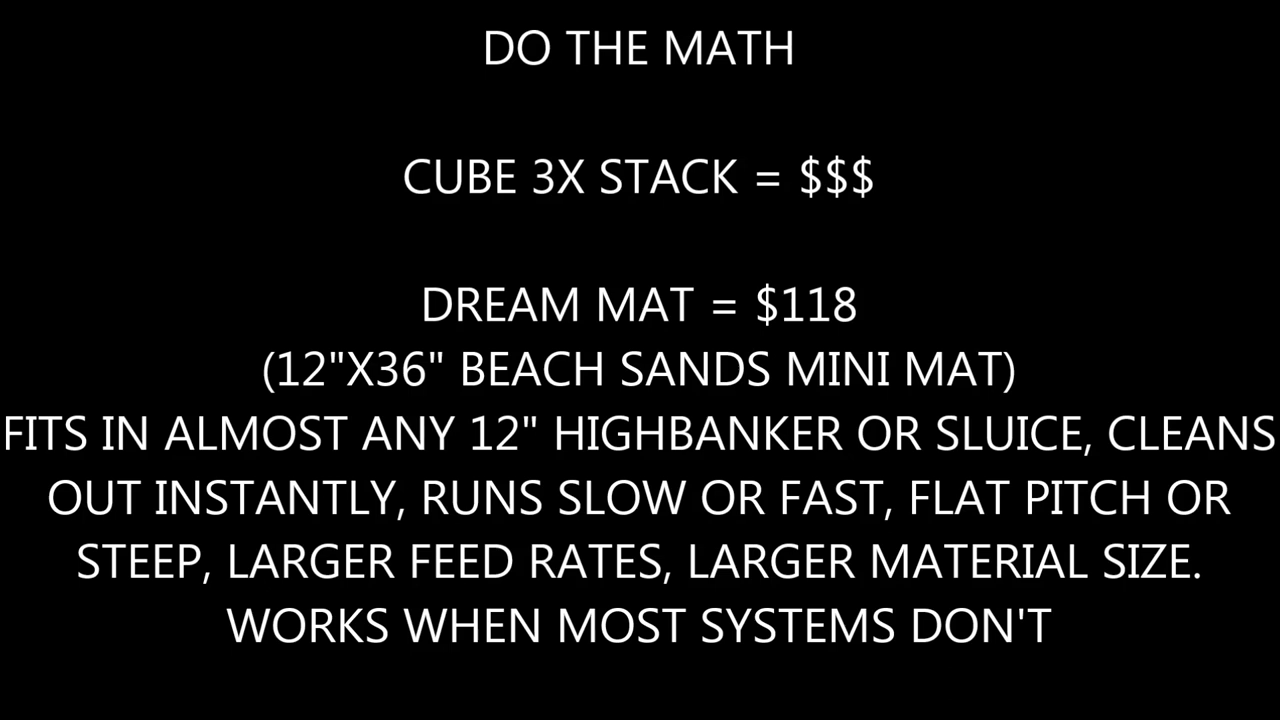 DO THE MATH
CUBE 3X STACK = $$$
DREAM MAT = $118
(12"X36" BEACH SANDS MINI MAT)
FITS IN ALMOST ANY 12" HIGHBANKER OR SLUICE, CLEANS
OUT INSTANTLY, RUNS SLOW OR FAST, FLAT PITCH OR
STEEP, LARGER FEED RATES, LARGER MATERIAL SIZE.
WORKS WHEN MOST SYSTEMS DON'T